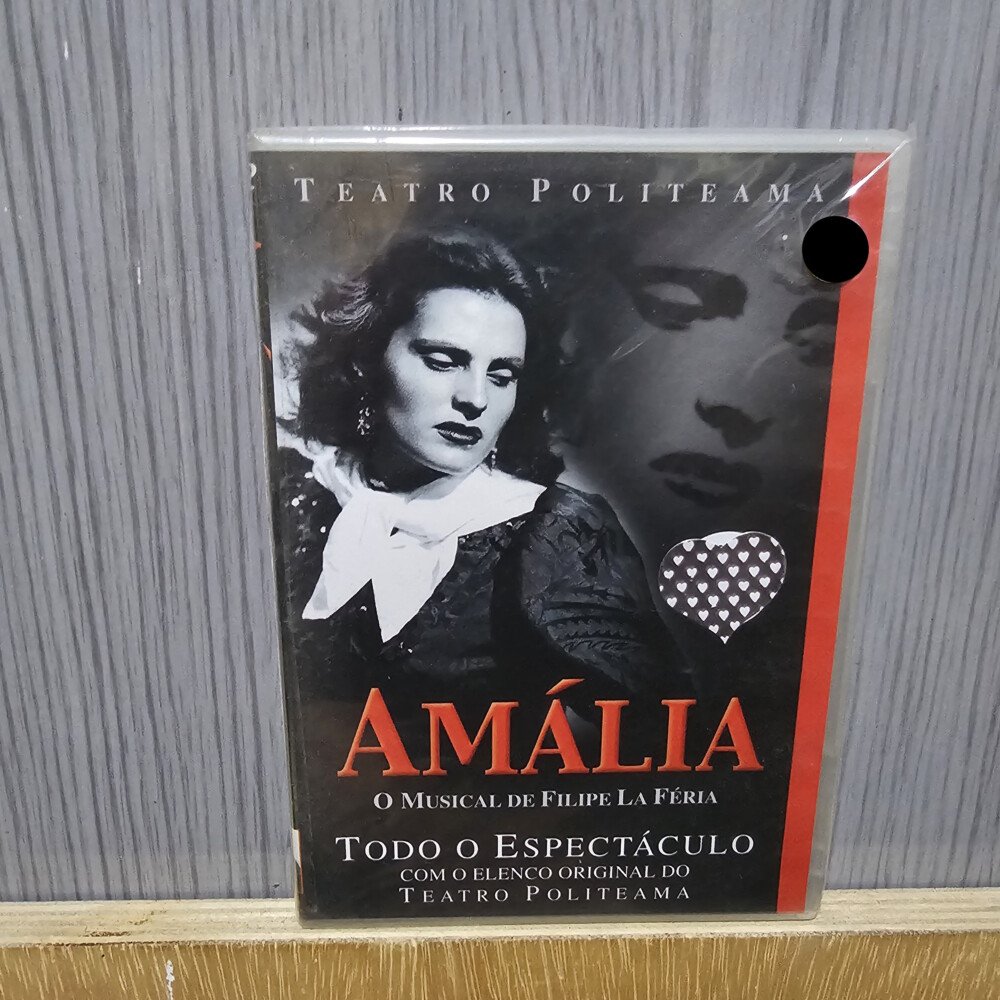 TEATRO POLITEAMA
AMÁLIA
O MUSICAL DE FILIPE LA FÉRIA
TODO O ESPECTÁCULO
COM O ELENCO ORIGINAL DO
TEATRO POLITEAMA